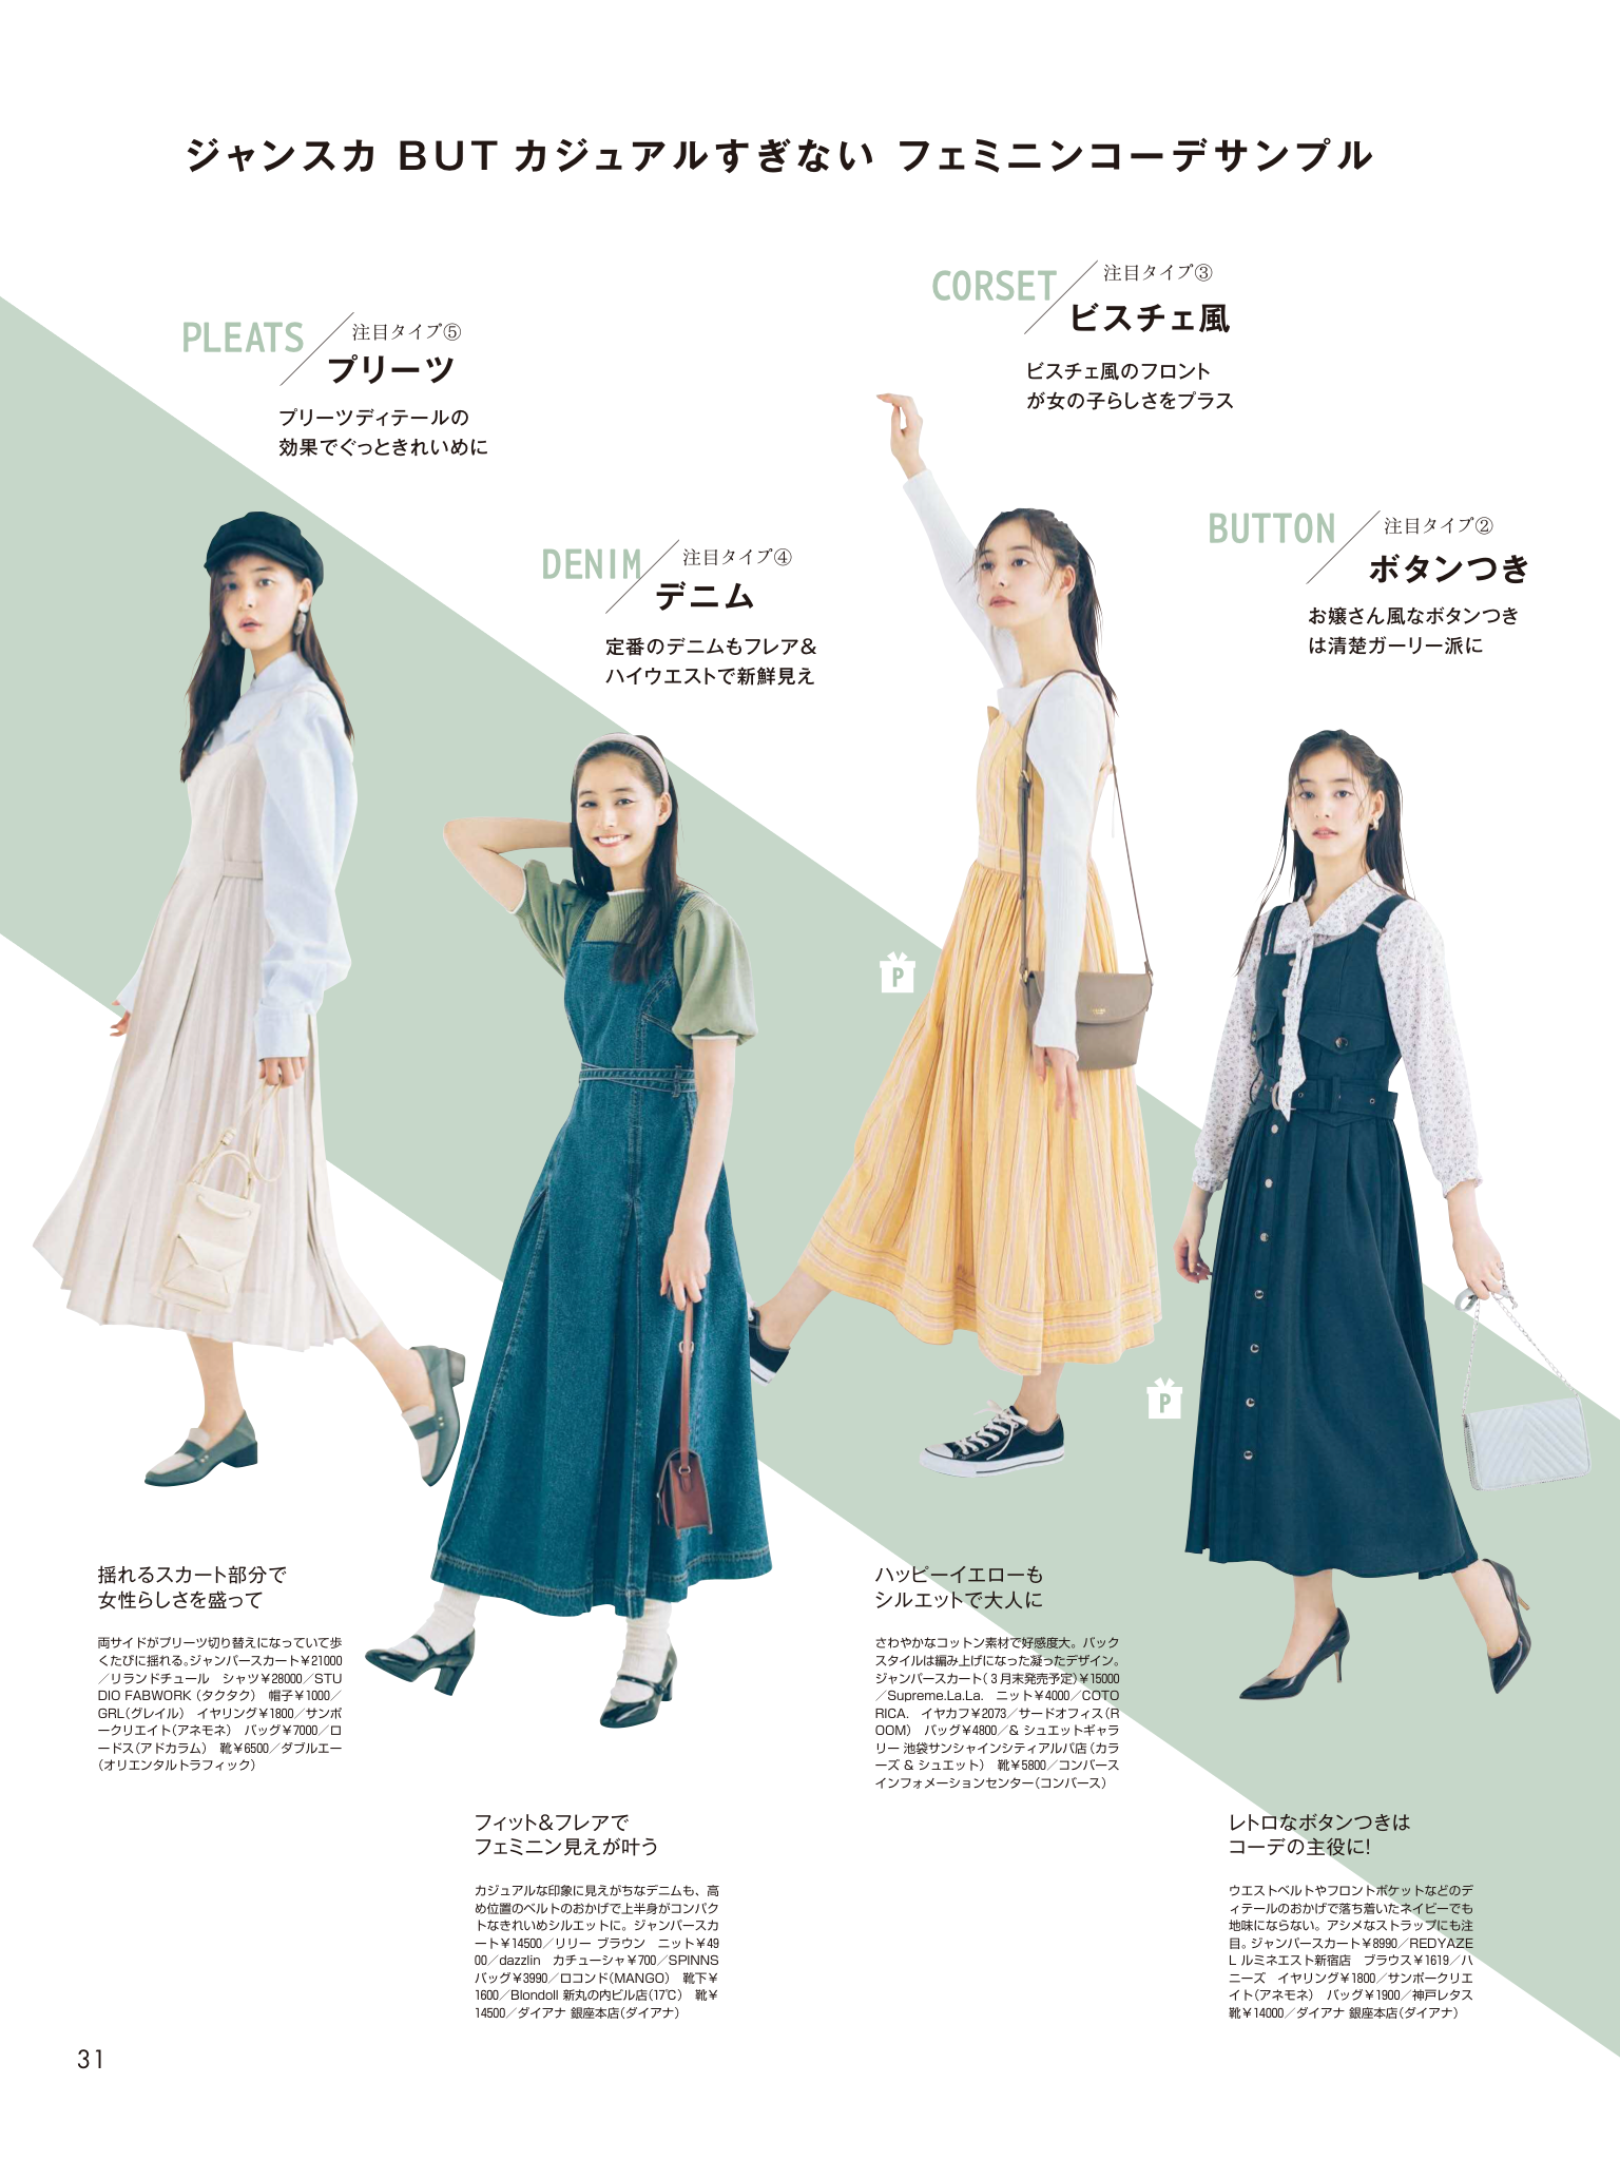 ジャンスカ BUT カジュアルすぎない フェミニンコーデサンプル
CORSET
注目タイプ③
ビスチェ風
ビスチェ風のフロント
が女の子らしさをプラス
PLEATS
注目タイプ⑤
プリーツ
プリーツディテールの
効果でぐっときれいめに
BUTTON
注目タイプ②
ボタンつき
お嬢さん風なボタンつき
は清楚ガーリー派に
DENIM
注目タイプ④
デニム
定番のデニムもフレア&
ハイウエストで新鮮見え
P
P
揺れるスカート部分で
女性らしさを盛って
両サイドがプリーツ切り替えになっていて歩
くたびに揺れる。ジャンパースカート¥21000
／リランドチュール　シャツ¥28000／STU
DIO FABWORK（タクタク）　帽子¥1000／
GRL（グレイル）　イヤリング¥1800／サンポ
ークリエイト（アネモネ）　バッグ¥7000／ロ
ードス（アドカラム）　靴¥6500／ダブルエー
（オリエンタルトラフィック）
フィット&フレアで
フェミニン見えが叶う
カジュアルな印象に見えがちなデニムも、高
め位置のベルトのおかげで上半身がコンパク
トなきれいめシルエットに。ジャンパースカ
ート¥14500／リリー ブラウン　ニット¥49
00／dazzlin　カチューシャ¥700／SPINNS
バッグ¥3990／ロコンド（MANGO）　靴下¥
1600／Blondoll 新丸の内ビル店（17℃）　靴¥
14500／ダイアナ 銀座本店（ダイアナ）
ハッピーイエローも
シルエットで大人に
さわやかなコットン素材で好感度大。バック
スタイルは編み上げになった凝ったデザイン。
ジャンパースカート（3月末発売予定）¥15000
／Supreme.La.La.　ニット¥4000／COTO
RICA.　イヤカフ¥2073／サードオフィス（R
OOM）　バッグ¥4800／& シュエットギャラ
リー 池袋サンシャインシティアルパ店（カラ
ーズ & シュエット）　靴¥5800／コンバース
インフォメーションセンター（コンバース）
レトロなボタンつきは
コーデの主役に!
ウエストベルトやフロントポケットなどのデ
ィテールのおかげで落ち着いたネイビーでも
地味にならない。アシメなストラップにも注
目。ジャンパースカート¥8990／REDYAZE
L ルミネエスト新宿店　ブラウス¥1619／ハ
ニーズ　イヤリング¥1800／サンポークリエ
イト（アネモネ）　バッグ¥1900／神戸レタス
靴¥14000／ダイアナ 銀座本店（ダイアナ）
31